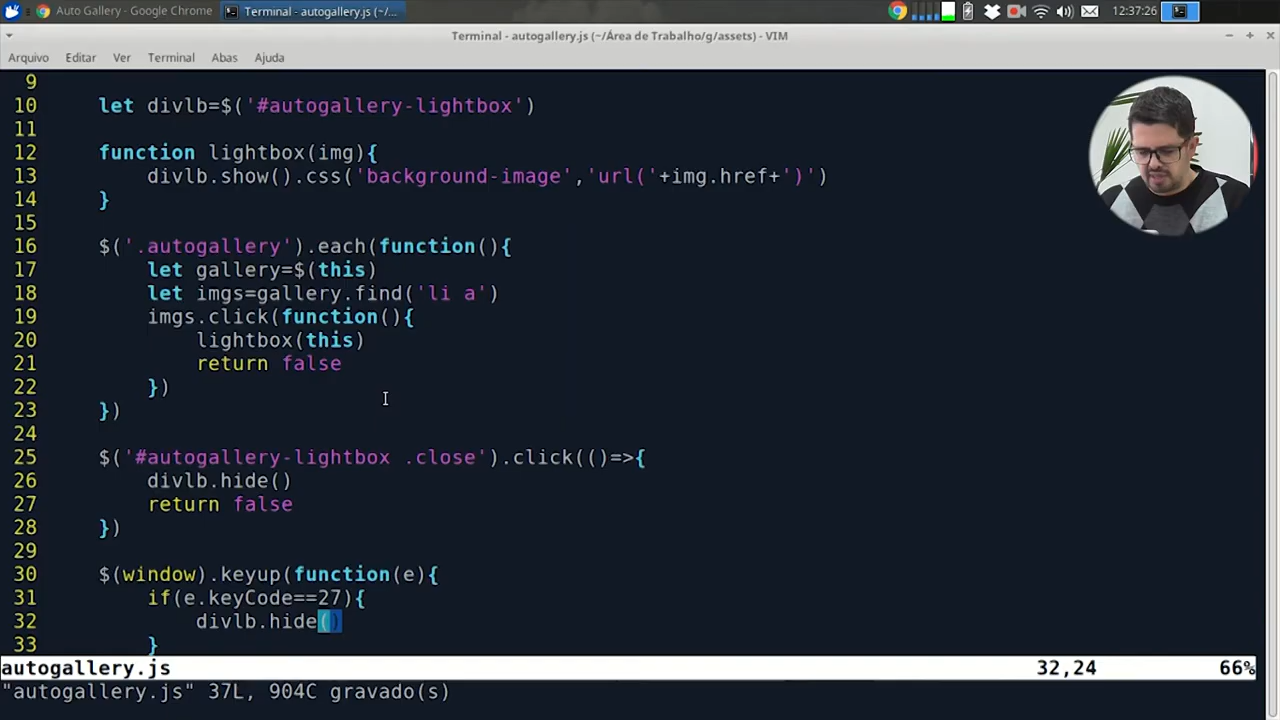 Auto Gallery - Google Chrome
Terminal - autogallery.js (~/...
12:37:26
Terminal - autogallery.js (~/Área de Trabalho/g/assets) - VIM
Arquivo Editar Ver Terminal Abas Ajuda
9
10 let divlb=$('#autogallery-lightbox')
11
12 function lightbox(img){
13 divlb.show().css('background-image','url('+img.href+')')
14 }
15
16 $('.autogallery').each(function(){
17 let gallery=$(this)
18 let imgs=gallery.find('li a')
19 imgs.click(function(){
20 lightbox(this)
21 return false
22 })
23 })
24
25 $('#autogallery-lightbox .close').click(()=>{
26 divlb.hide()
27 return false
28 })
29
30 $(window).keyup(function(e){
31 if(e.keyCode==27){
32 divlb.hide()
33 }
autogallery.js 32,24 66%
"autogallery.js" 37L, 904C gravado(s)